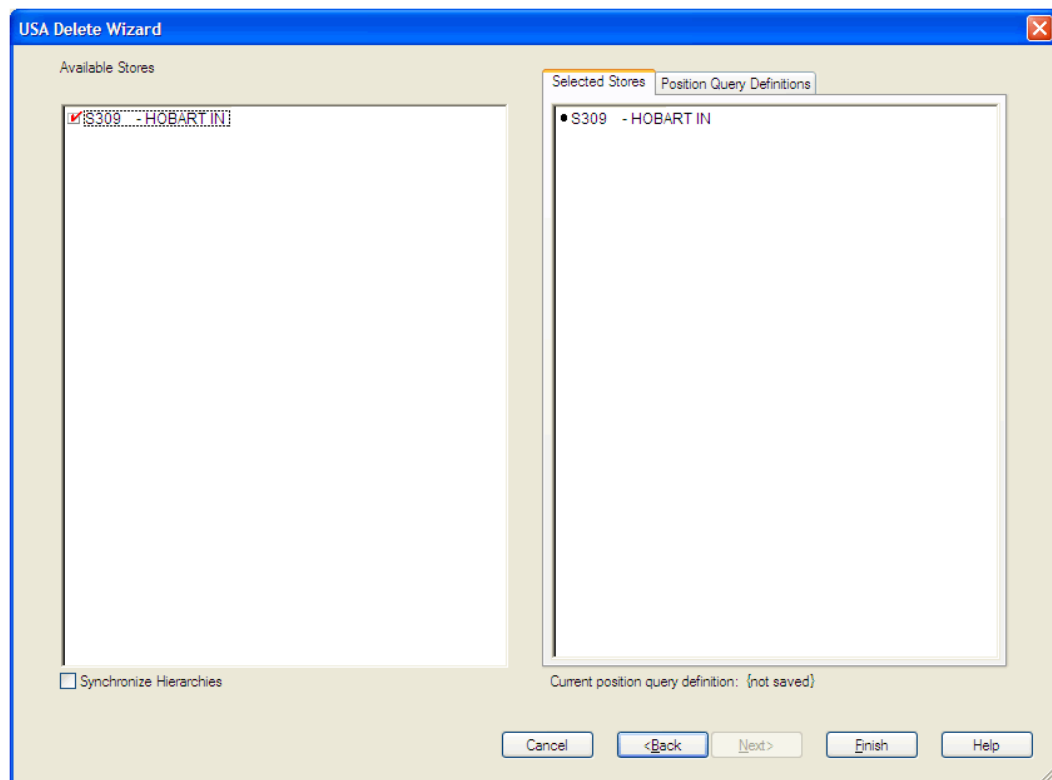 USA Delete Wizard
Available Stores
Selected Stores
Position Query Definitions
S309 - HOBART IN
S309 - HOBART IN
Synchronize Hierarchies
Current position query definition: {not saved}
Cancel
<Back
Next>
Finish
Help